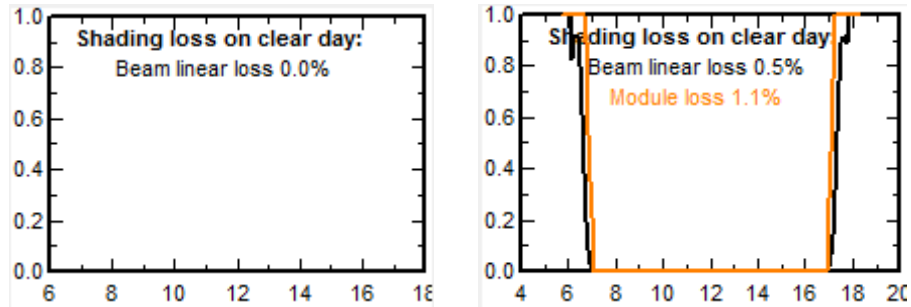 1.0
Shading loss on clear day:
Beam linear loss 0.0%
0.8
0.6
0.4
0.2
0.0
6 8 10 12 14 16 18
1.0
Shading loss on clear day
Beam linear loss 0.5%
0.8
Module loss 1.1%
0.6
0.4
0.2
0.0
4 6 8 10 12 14 16 18 20